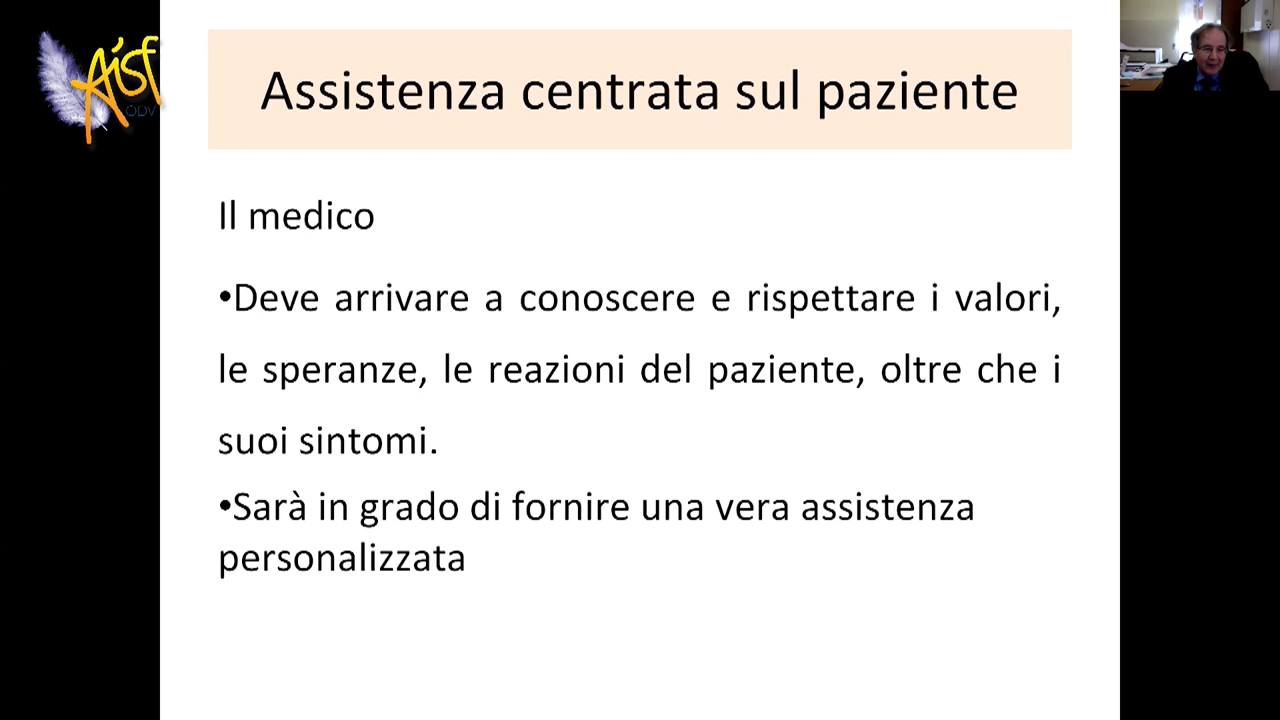 Aisf
ODV
Assistenza centrata sul paziente
Il medico
•Deve arrivare a conoscere e rispettare i valori,
le speranze, le reazioni del paziente, oltre che i
suoi sintomi.
•Sarà in grado di fornire una vera assistenza
personalizzata